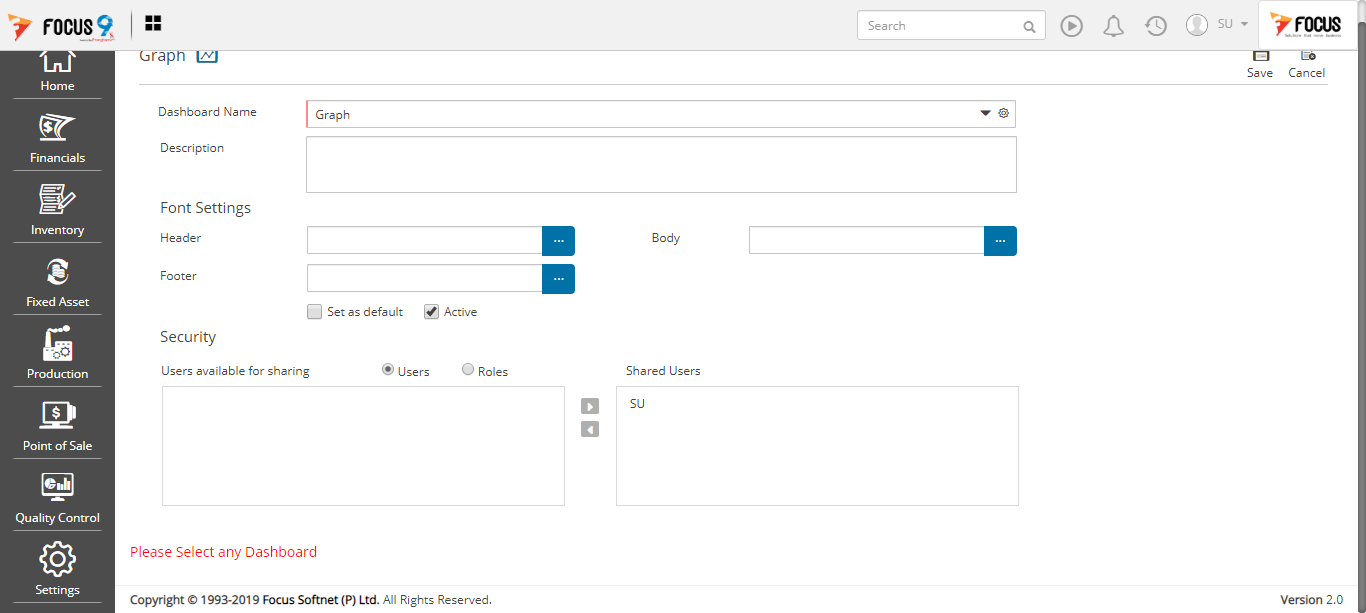 FOCUS 9
Search
SU
FOCUS
Graph
Save
Cancel
Home
Financials
Inventory
Fixed Asset
Production
Point of Sale
Quality Control
Settings
Dashboard Name
Graph
Description
Font Settings
Header
...
Body
...
Footer
...
Set as default
Active
Security
Users available for sharing
Users
Roles
Shared Users
SU
Please Select any Dashboard
Copyright © 1993-2019 Focus Softnet (P) Ltd. All Rights Reserved.
Version 2.0